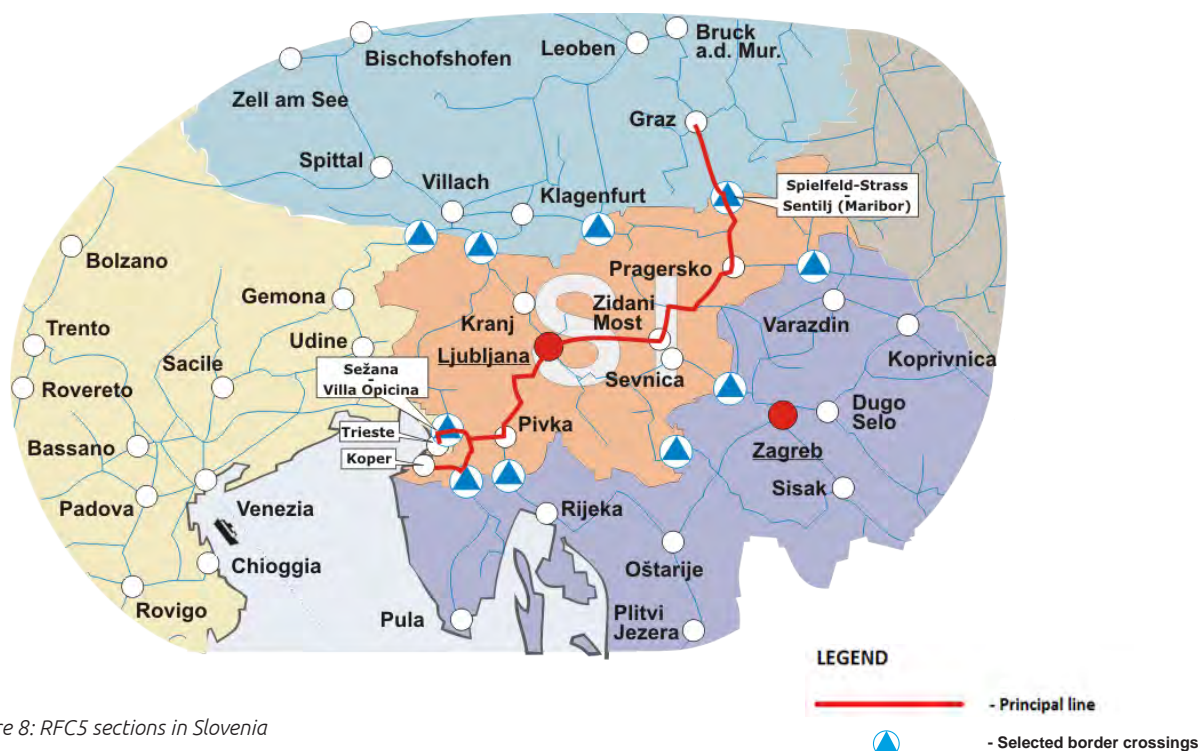 Bruck
a.d. Mur.
Leoben
Bischofshofen
Zell am See
Graz
Spittal
Villach
Klagenfurt
Spielfeld-Strass
-
Sentilj (Maribor)
Bolzano
Pragersko
Gemona
SI
Zidani
Most
Kranj
Varazdin
Trento
Udine
Ljubljana
Koprivnica
Sacile
Sežana
-
Villa Opicina
Sevnica
Rovereto
Dugo
Selo
Trieste
Pivka
Bassano
Zagreb
Koper
Sisak
Padova
Venezia
Rijeka
Chioggia
Oštarije
Rovigo
Pula
Plitvi
Jezera
LEGEND
- Principal line
- Selected border crossings
re 8: RFC5 sections in Slovenia